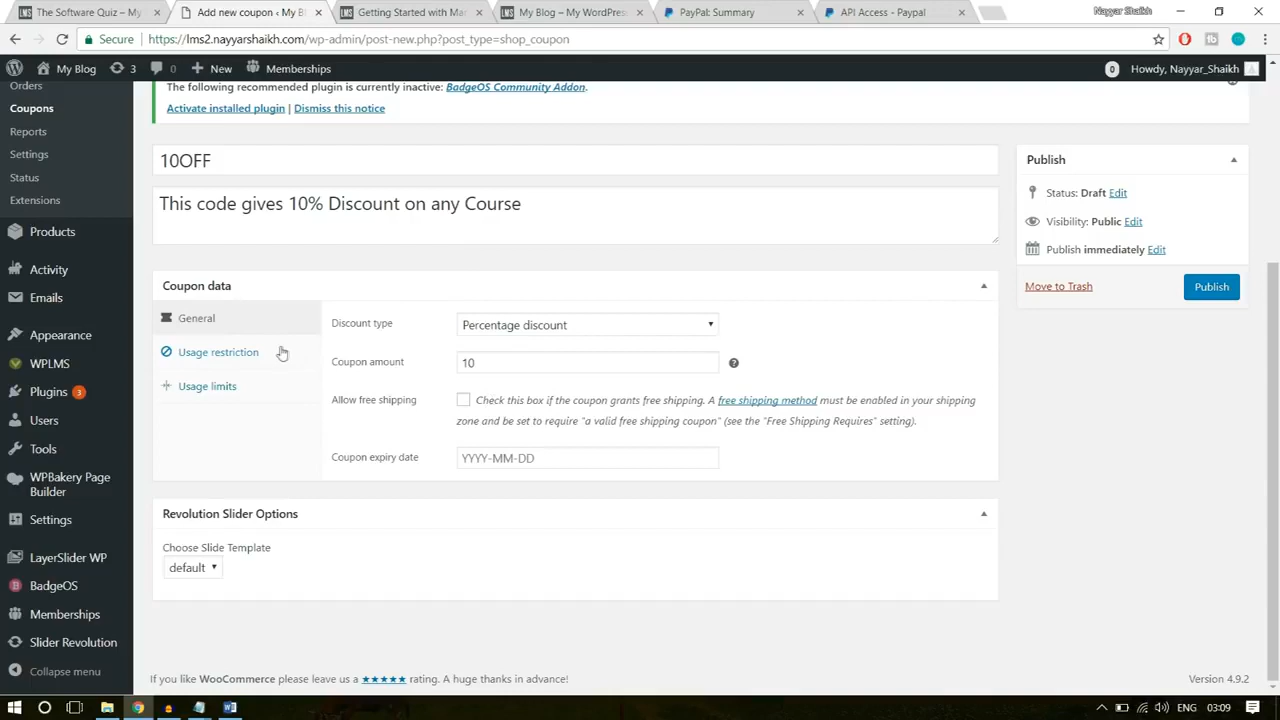 The Software Quiz – My
Add new coupon ‹ My B
Getting Started with Mar
My Blog – My WordPress
PayPal: Summary
API Access - Paypal
Nayyar Shaikh
Secure
https://lms2.nayyarshaikh.com/wp-admin/post-new.php?post_type=shop_coupon
My Blog
3
0
New
Memberships
0
Howdy, Nayyar_Shaikh
Orders
Coupons
Reports
Settings
Status
Extensions
Products
Activity
Emails
Appearance
WPLMS
Plugins 3
Users
Tools
WPBakery Page
Builder
Settings
LayerSlider WP
BadgeOS
Memberships
Slider Revolution
Collapse menu
The following recommended plugin is currently inactive: BadgeOS Community Addon.
Activate installed plugin | Dismiss this notice
10OFF
This code gives 10% Discount on any Course
Coupon data
General
Usage restriction
Usage limits
Discount type
Percentage discount
Coupon amount
10
Allow free shipping
Check this box if the coupon grants free shipping. A free shipping method must be enabled in your shipping
zone and be set to require "a valid free shipping coupon" (see the "Free Shipping Requires" setting).
Coupon expiry date
YYYY-MM-DD
Revolution Slider Options
Choose Slide Template
default
Publish
Status: Draft Edit
Visibility: Public Edit
Publish immediately Edit
Move to Trash
Publish
If you like WooCommerce please leave us a ★★★★★ rating. A huge thanks in advance!
Version 4.9.2
ENG
03:09